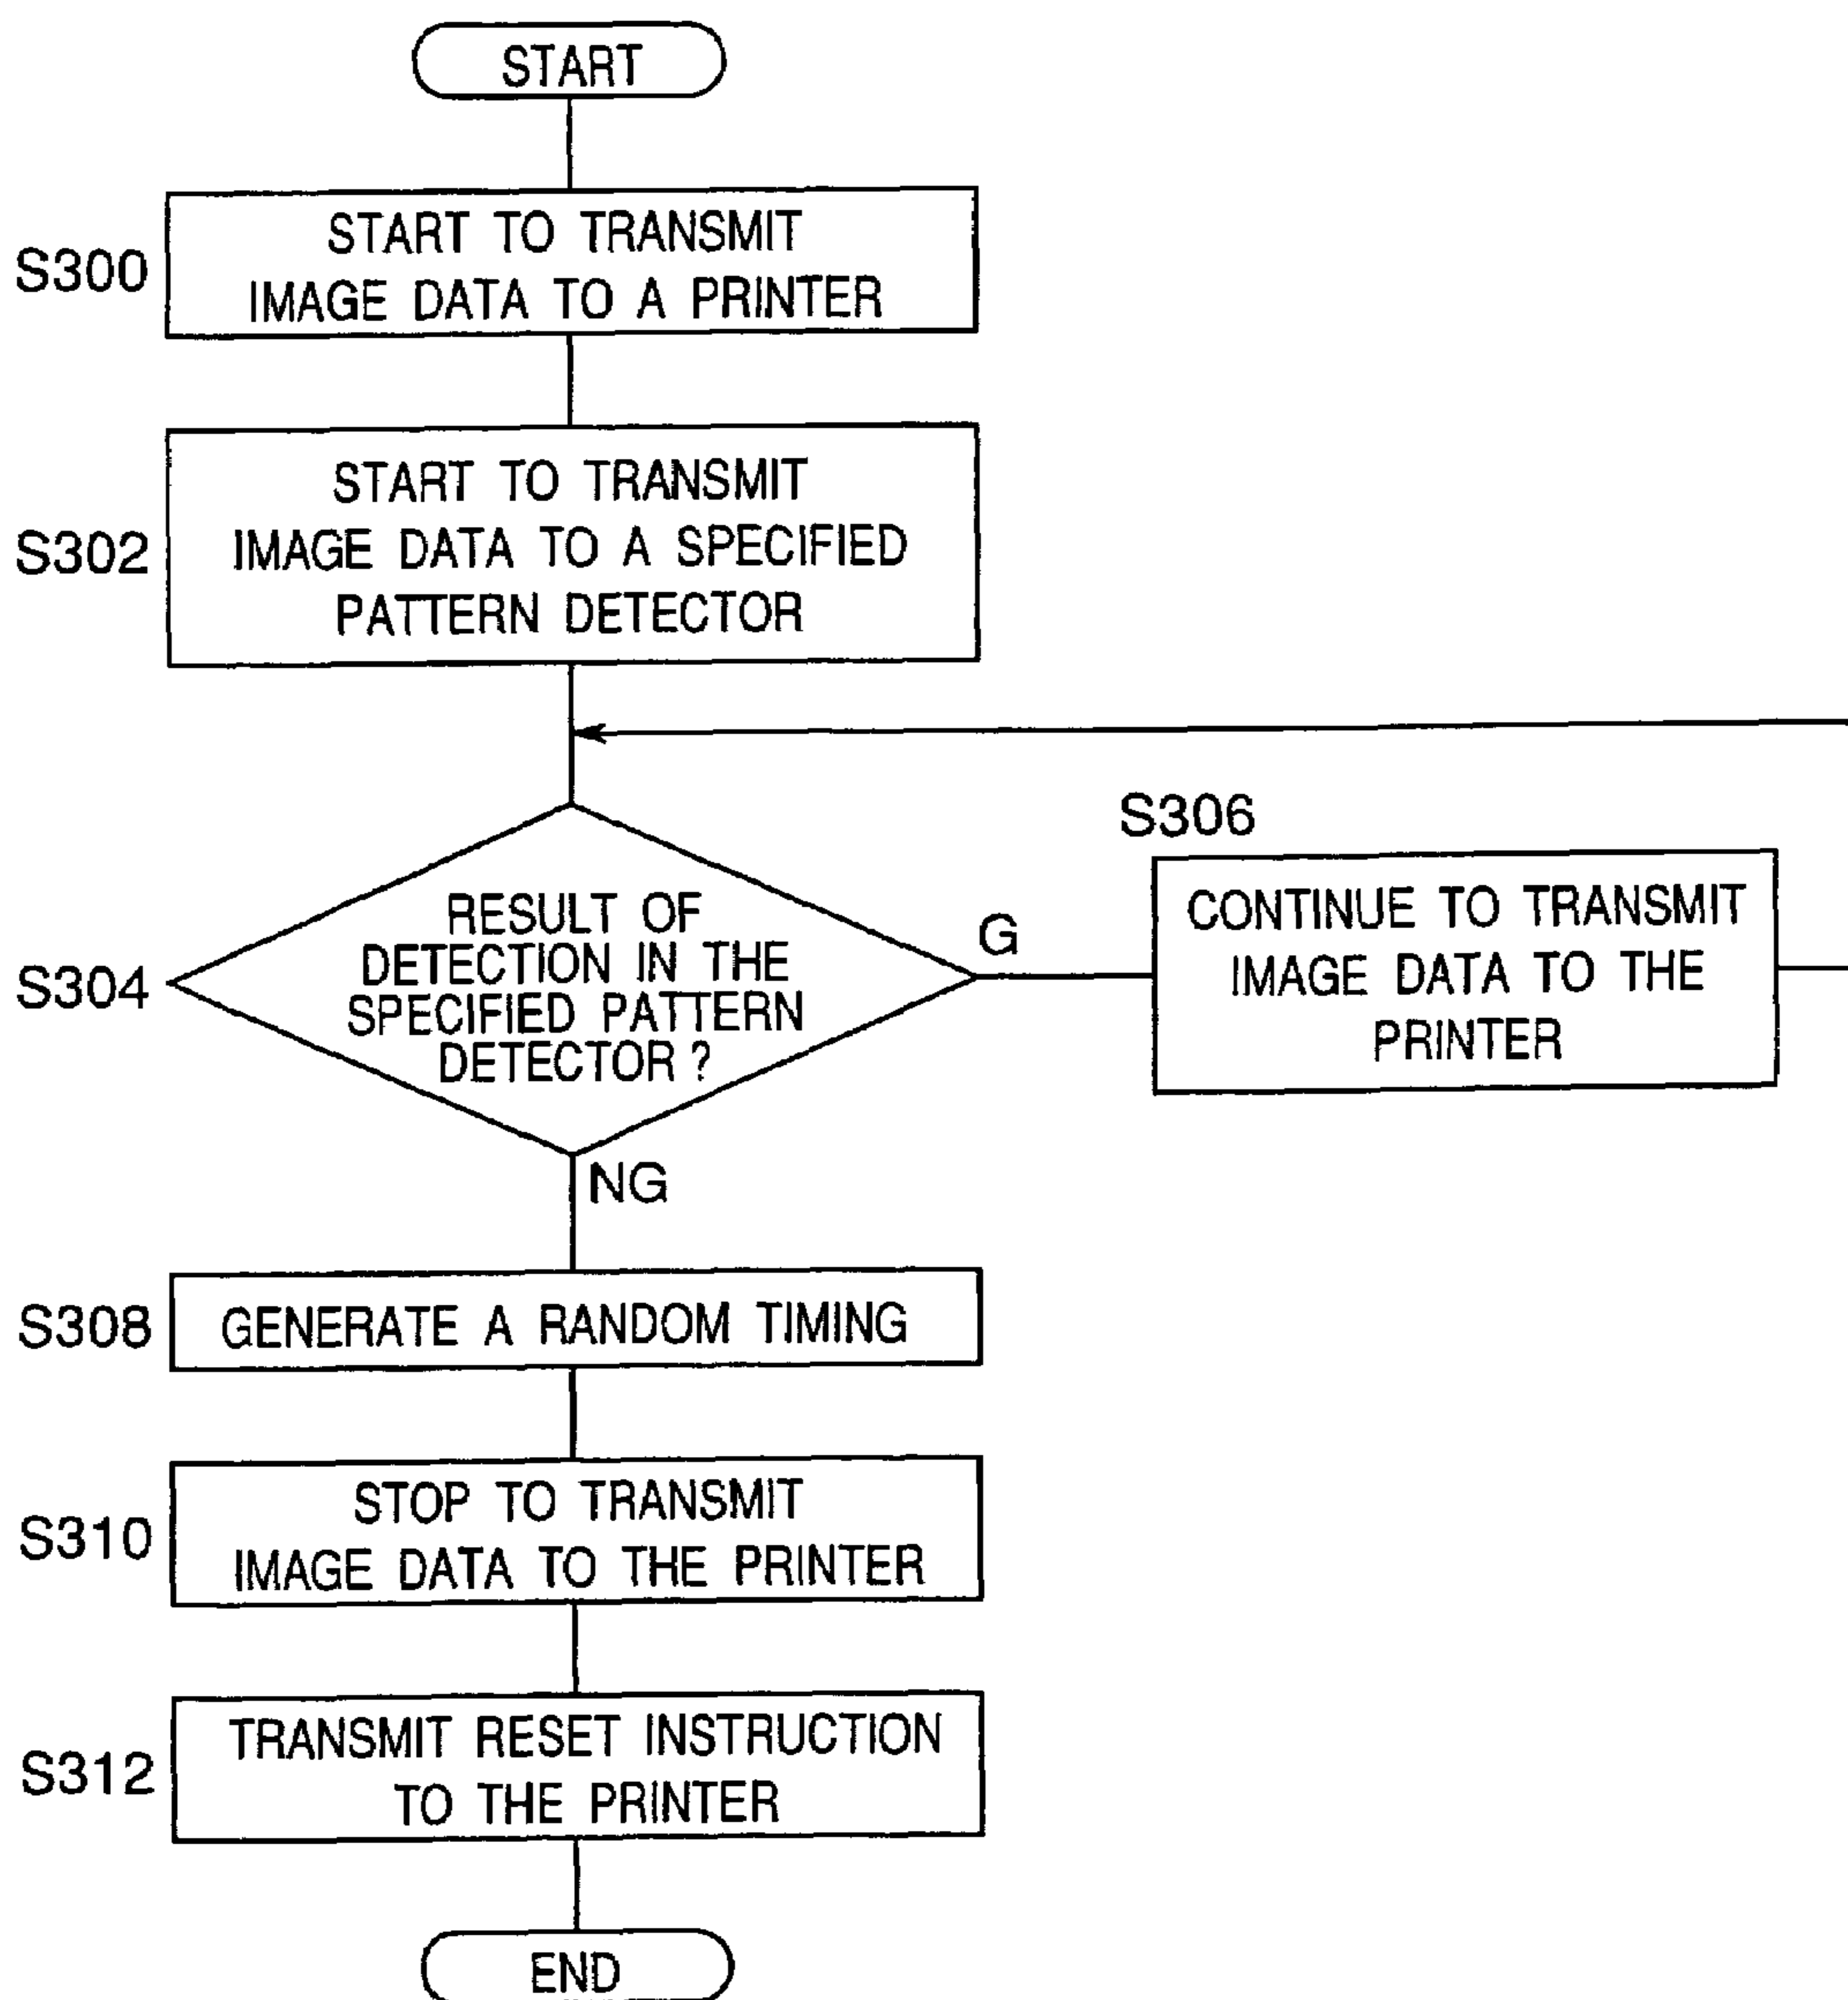 START
S300
START TO TRANSMIT
IMAGE DATA TO A PRINTER
S302
START TO TRANSMIT
IMAGE DATA TO A SPECIFIED
PATTERN DETECTOR
S304
RESULT OF
DETECTION IN THE
SPECIFIED PATTERN
DETECTOR ?
G
S306
CONTINUE TO TRANSMIT
IMAGE DATA TO THE
PRINTER
NG
S308
GENERATE A RANDOM TIMING
S310
STOP TO TRANSMIT
IMAGE DATA TO THE PRINTER
S312
TRANSMIT RESET INSTRUCTION
TO THE PRINTER
END